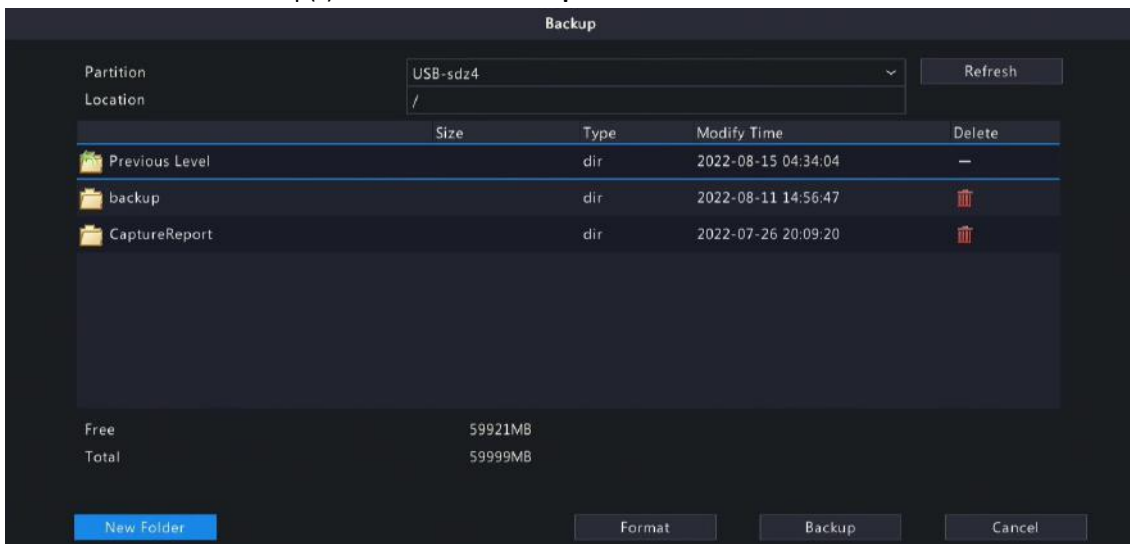 Backup
Partition USB-sdz4 Refresh
Location /
Size Type Modify Time Delete
Previous Level dir 2022-08-15 04:34:04 —
backup dir 2022-08-11 14:56:47
CaptureReport dir 2022-07-26 20:09:20
Free 59921MB
Total 59999MB
New Folder Format Backup Cancel